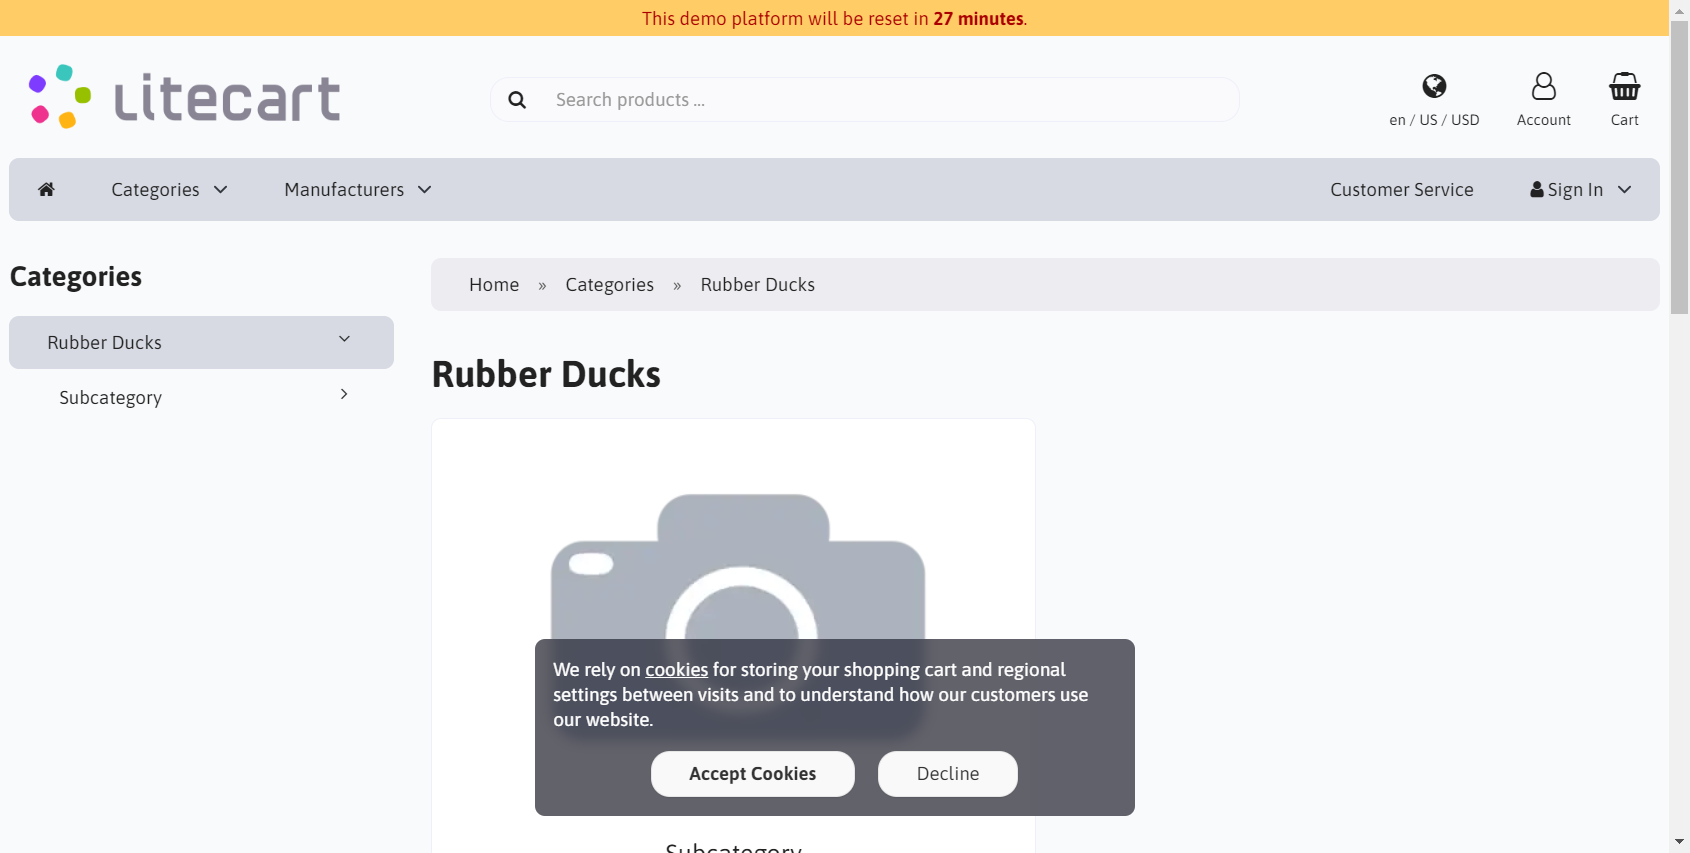 This demo platform will be reset in 27 minutes.
Litecart
Search products ...
en / US / USD
Account
Cart
Categories
Manufacturers
Customer Service
Sign In
Categories
Rubber Ducks
Subcategory
Home » Categories » Rubber Ducks
Rubber Ducks
We rely on cookies for storing your shopping cart and regional
settings between visits and to understand how our customers use
our website.
Accept Cookies
Decline
Subcategory